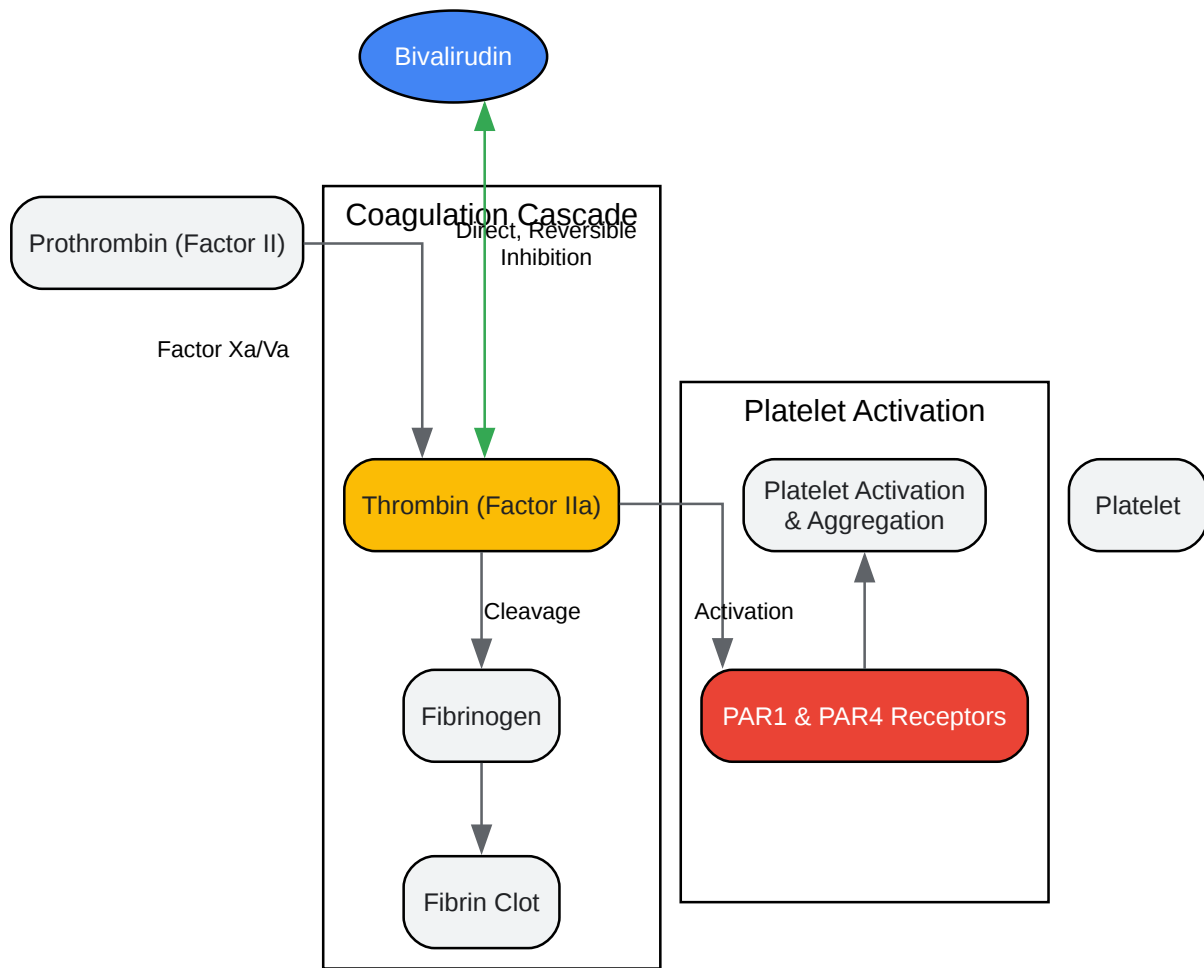 Bivalirudin
Coagulation Cascade
Direct, Reversible
Inhibition
Prothrombin (Factor II)
Factor Xa/Va
Platelet Activation
Thrombin (Factor IIa)
Platelet Activation
& Aggregation
Platelet
Cleavage
Activation
Fibrinogen
PAR1 & PAR4 Receptors
Fibrin Clot